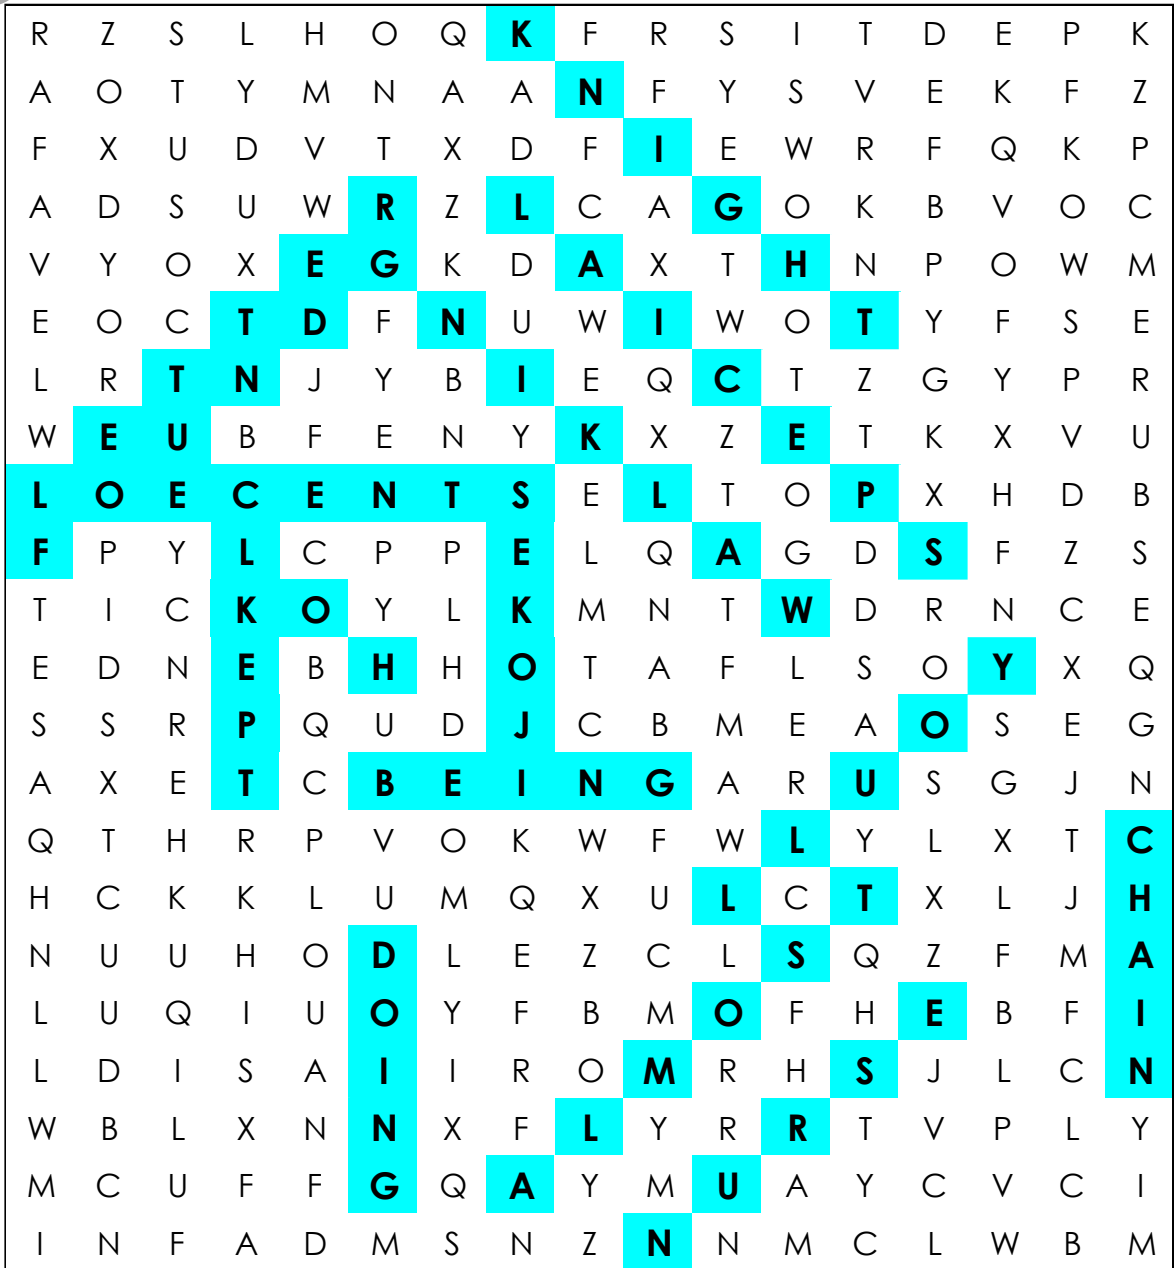 R Z S L H O Q K F R S I T D E P K
A O T Y M N A A N F Y S V E K F Z
F X U D V T X D F I E W R F Q K P
A D S U W R Z L C A G O K B V O C
V Y O X E G K D A X T H N P O W M
E O C T D F N U W I W O T Y F S E
L R T N J Y B I E Q C T Z G Y P R
W E U B F E N Y K X Z E T K X V U
L O E C E N T S E L T O P X H D B
F P Y L C P P E L Q A G D S F Z S
T I C K O Y L K M N T W D R N C E
E D N E B H H O T A F L S O Y X Q
S S R P Q U D J C B M E A O S E G
A X E T C B E I N G A R U S G J N
Q T H R P V O K W F W L Y L X T C
H C K K L U M Q X U L C T X L J H
N U U H O D L E Z C L S Q Z F M A
L U Q I U O Y F B M O F H E B F I
L D I S A I I R O M R H S J L C N
W B L X N N X F L Y R R T V P L Y
M C U F F G Q A Y M U A Y C V C I
I N F A D M S N Z N N M C L W B M